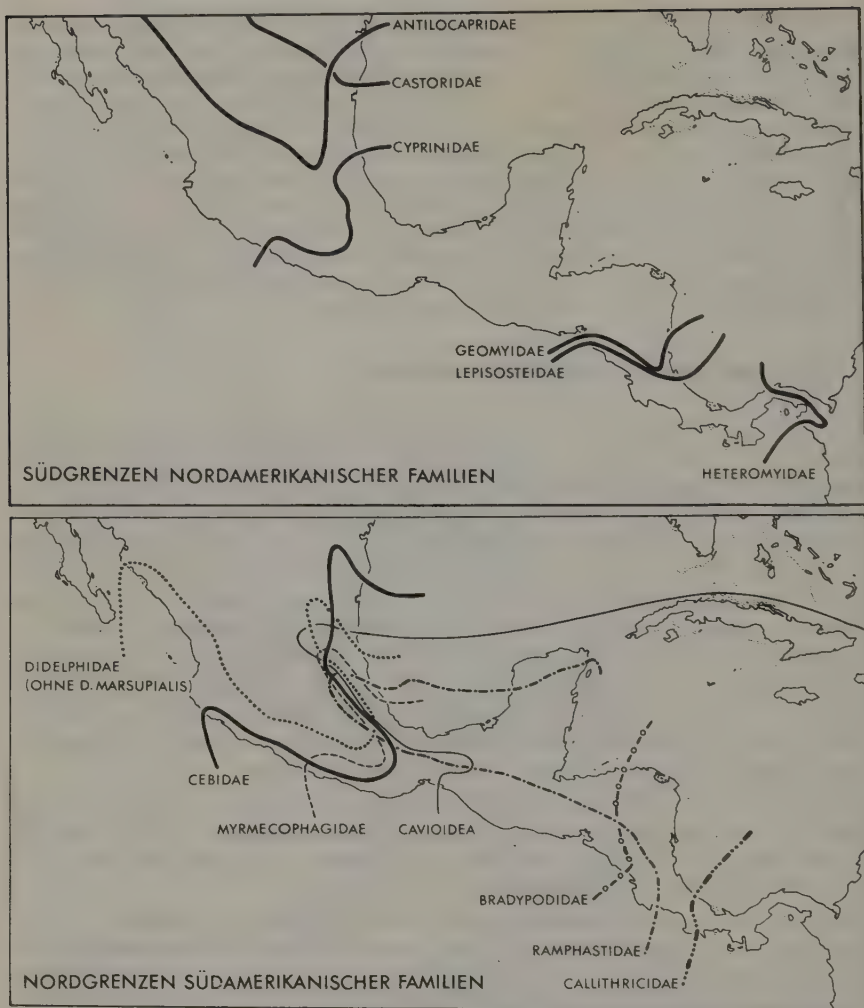 ANTILOCAPRIDAE
CASTORIDAE
CYPRINIDAE
GEOMYIDAE
LEPISOSTEIDAE
HETEROMYIDAE
SÜDGRENZEN NORDAMERIKANISCHER FAMILIEN
DIDELPHIDAE
(OHNE D. MARSUPIALIS)
CEBIDAE
MYRMECOPHAGIDAE
CAVIOIDEA
BRADYPODIDAE
RAMPHASTIDAE
CALLITHRICIDAE
NORDGRENZEN SÜDAMERIKANISCHER FAMILIEN